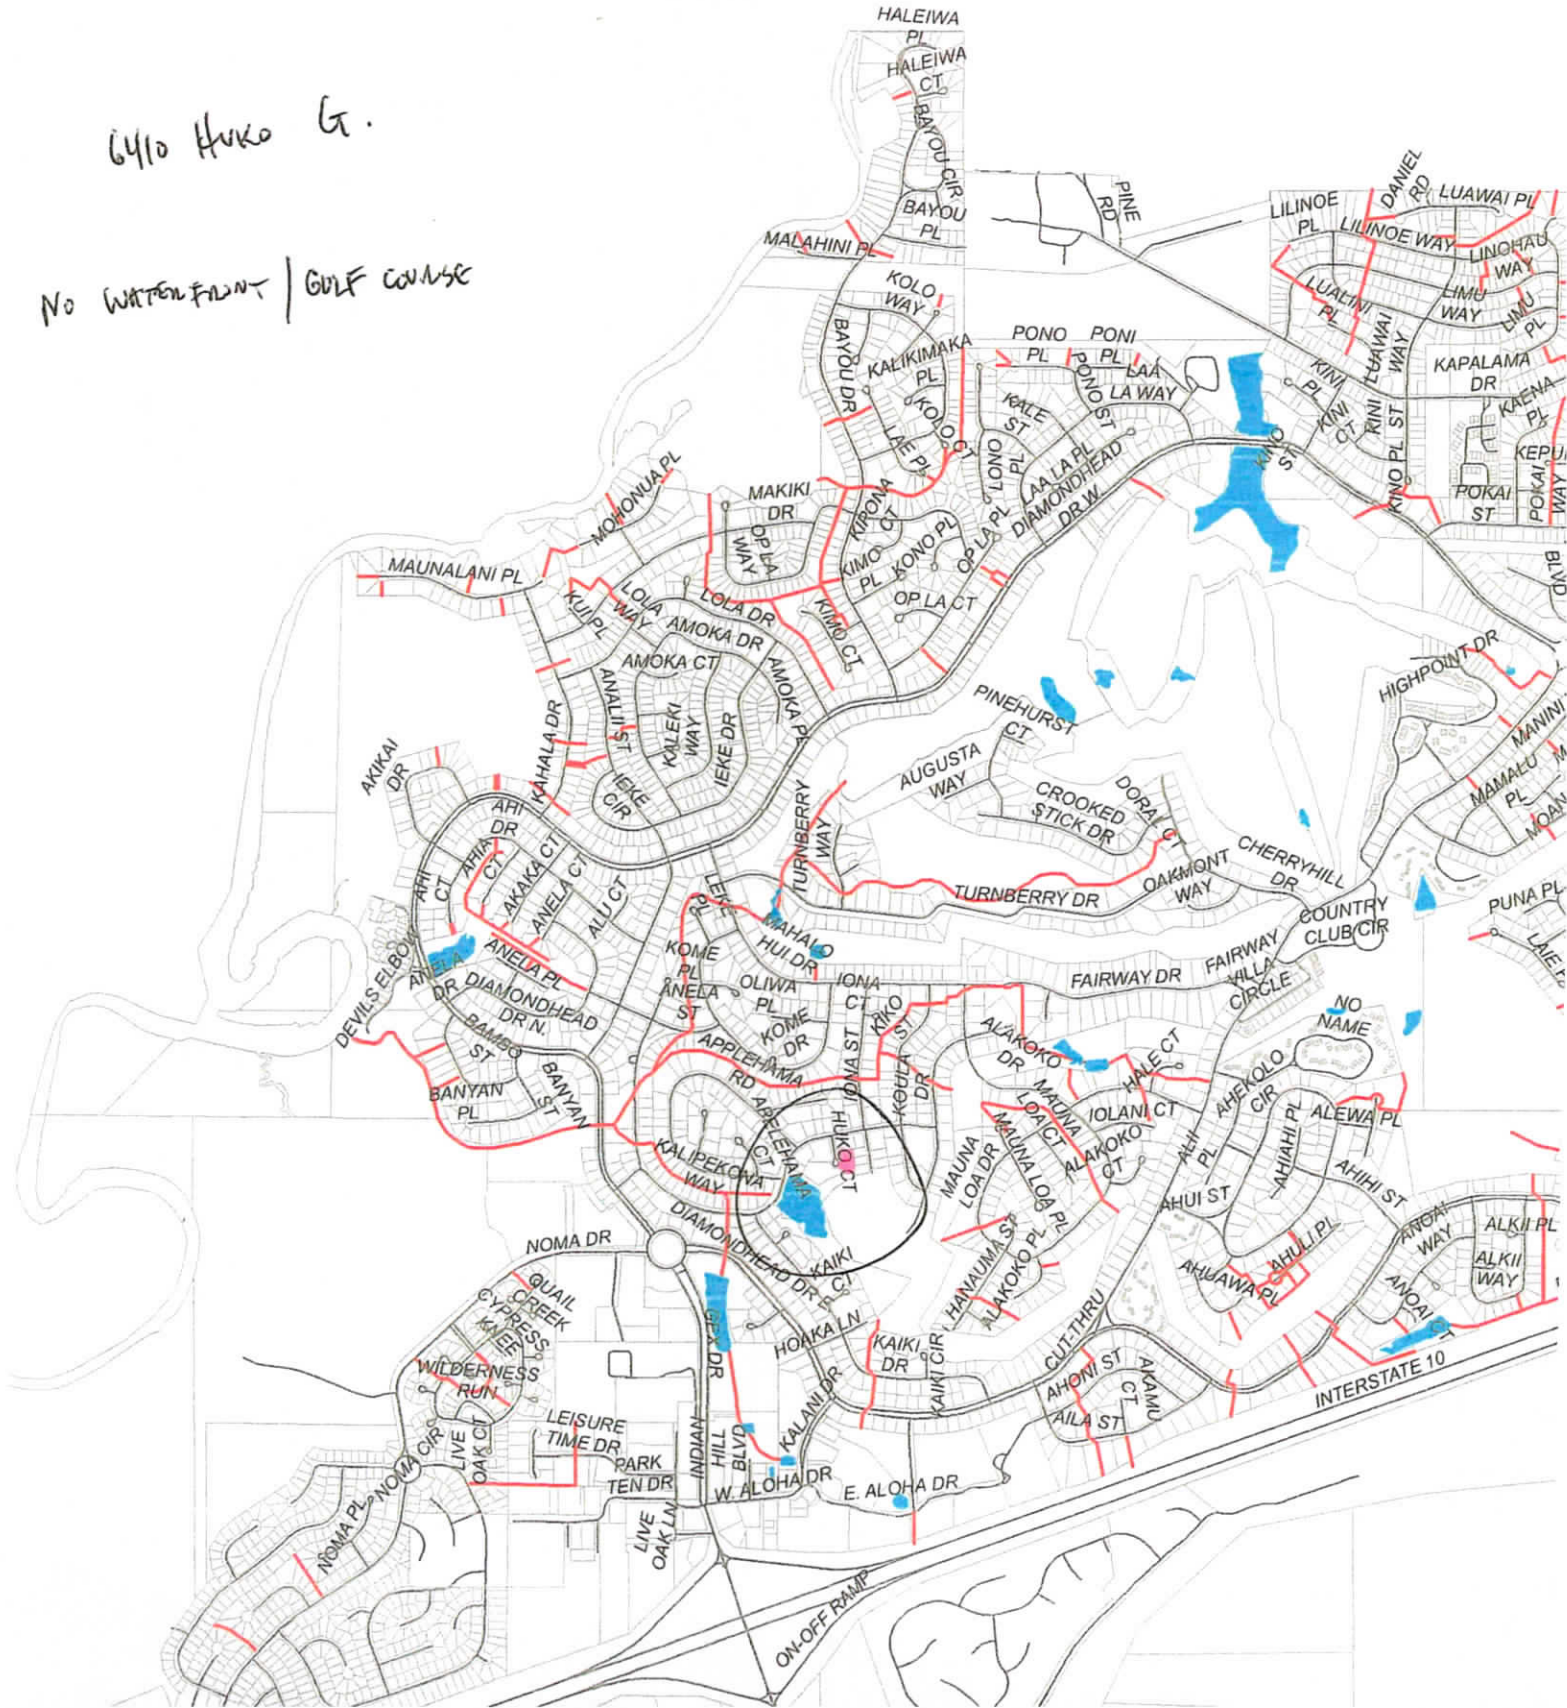 6410 HUKO G.
NO WATERFRONT / GOLF COURSE
HALEIWA
PL
HALEIWA
CT
BAYOU CIR
BAYOU
PL
MALAHINI PL
PINE
RD
DANIEL
RD
LUAWAI PL
LILINOE
PL
LILINOE WAY
LINOHAU
WAY
LIMU
WAY
LIMU
PL
LUALINI
PL
LUAWAI
WAY
KOLO
WAY
BAYOU DR
KALIKIMAKA
PL
KOLO CT
LAE PL
PONO
PL
PONI
PL
PONO ST
LAA
LA WAY
KALE
ST
LONO
PL
LAA LA PL
DIAMONDHEAD
DR W.
KINI
PL
KINI
CT
KINI
KAPALAMA
DR
KAENA
PL
KINO
ST
KINO PL
ST
POKAI
ST
POKAI
WAY
BLVD
MOHONUA PL
MAKIKI
DR
OP LA
WAY
KIPONA
CT
KIMO
PL
KONO PL
OP LA PL
OP LA CT
KIMO CT
MAUNALANI PL
KUI PL
LOLA
WAY
LOLA DR
AMOKA DR
AMOKA CT
AMOKA PL
ANALII ST
KALEKI
WAY
IEKE DR
IEKE
CIR
KAHALA DR
AKIKAI
DR
AHI
DR
AHIA
CT
AHI
CT
AKAKA CT
ANELA CT
ALU CT
ANELA PL
ANELA
DR
DIAMONDHEAD
DR N.
DEVILS ELBOW
BAMBO
ST
BANYAN
PL
BANYAN
ST
PINEHURST
CT
AUGUSTA
WAY
CROOKED
STICK DR
DORAL CT
TURNBERRY
WAY
TURNBERRY DR
OAKMONT
WAY
CHERRYHILL
DR
HIGHPOINT DR
MANINI
MAMALU
PL
COUNTRY
CLUB CIR
PUNA PL
LEIKE
PL
KOME
PL
ANELA
ST
MAHALO
HUI DR
OLIWA
PL
KOME
DR
IONA
CT
IONA ST
KIKO
ST
KOULA
DR
FAIRWAY DR
FAIRWAY
VILLA
CIRCLE
NO
NAME
APPLEHAMA
RD
APPLEHAMA
CT
HUKO
CT
KALIPEKONA
WAY
ALAKOKO
DR
HALE CT
MAUNA
LOA CT
IOLANI CT
ALAKOKO
CT
MAUNA
LOA DR
MAUNA LOA PL
HANAUMA ST
ALAKOKO PL
ALII
PL
AHEKOLO
CIR
AHIAHI PL
ALEWA PL
AHIHI ST
AHUI ST
AHUAWA PL
AHULI PL
ANOAI
WAY
ANOAI CT
ALKII PL
ALKII
WAY
NOMA DR
DIAMONDHEAD DR E
KAIKI
CT
HOAKA LN
KAIKI
DR
KAIKI CIR
CUT-THRU
AHONI ST
AKAMU
CT
AILA ST
INTERSTATE 10
QUAIL
CREEK
CYPRESS
KNEE
WILDERNESS
RUN
LIVE
OAK CT
NOMA CIR
NOMA PL
LEISURE
TIME DR
PARK
TEN DR
LIVE
OAK LN
GEX DR
INDIAN
HILL
BLVD
KALANI DR
W. ALOHA DR
E. ALOHA DR
ON-OFF RAMP